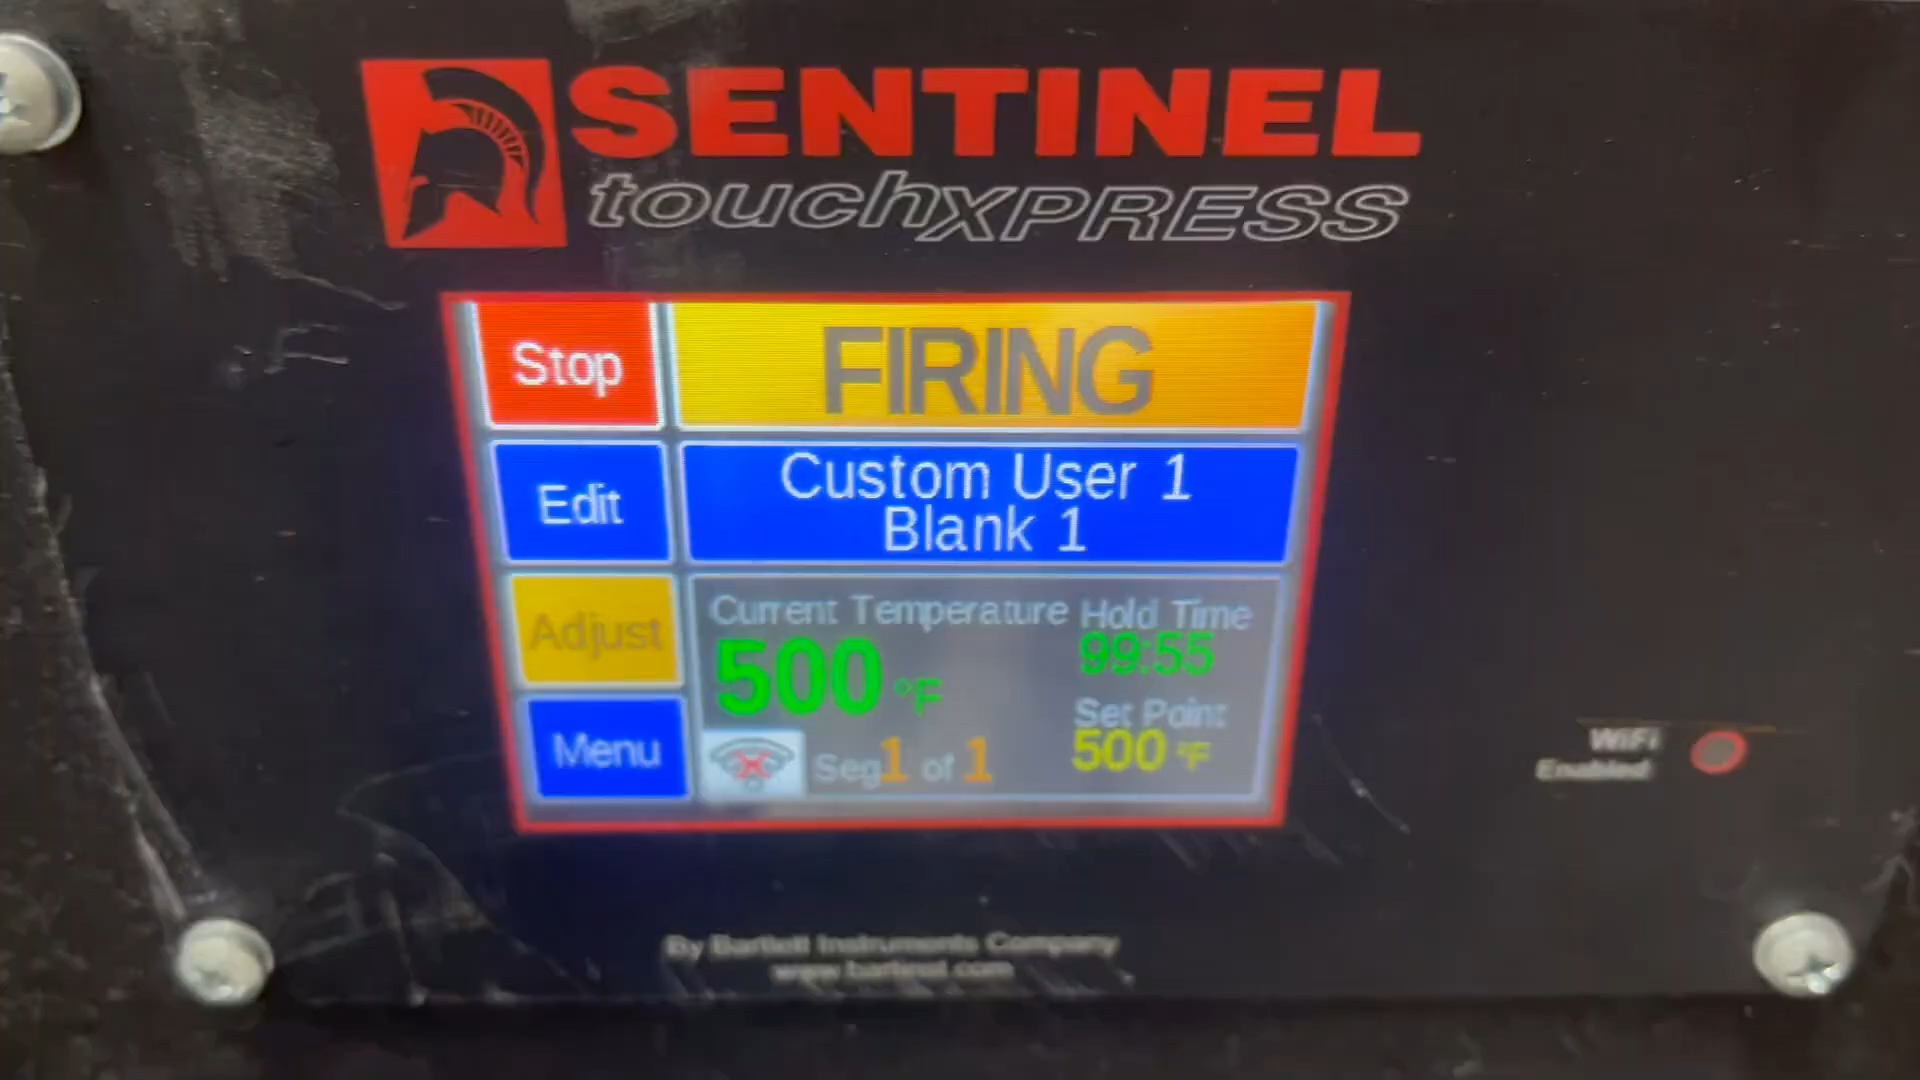 SENTINEL
touchXPRESS
Stop
FIRING
Edit
Custom User 1
Blank 1
Adjust
Current Temperature
Hold Time
500 °F
99:55
Menu
Seg 1 of 1
Set Point
500 °F
WiFi
Enabled
By Bartlett Instruments Company
www.bartinst.com